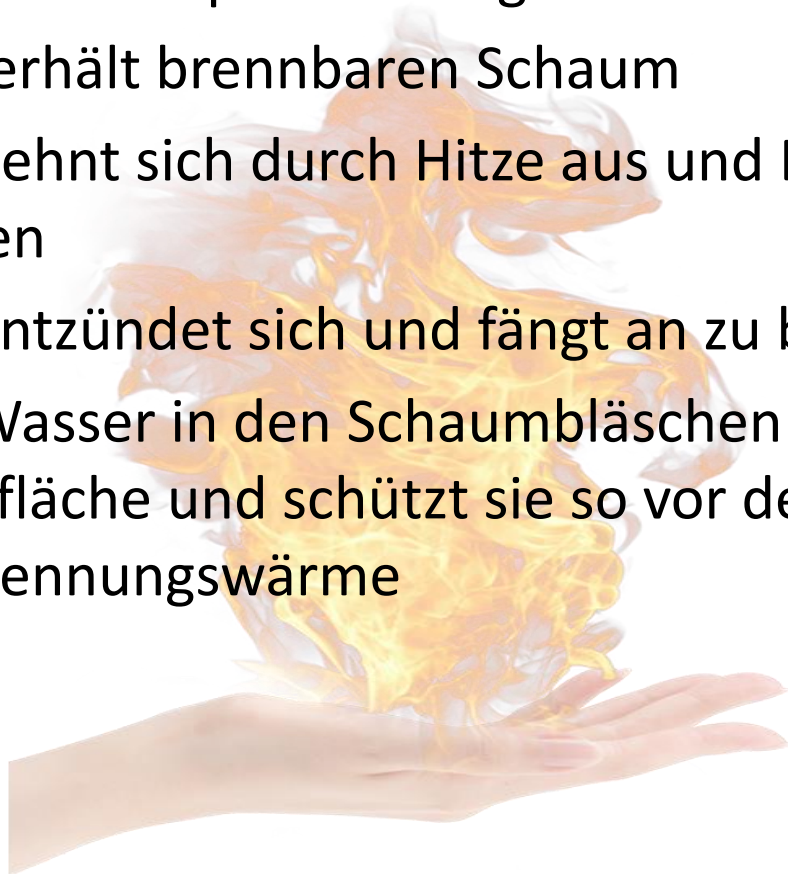 erhält brennbaren Schaum
ehnt sich durch Hitze aus und
en
ntzündet sich und fängt an zu b
Wasser in den Schaumbläschen
fläche und schützt sie so vor de
ennungswärme